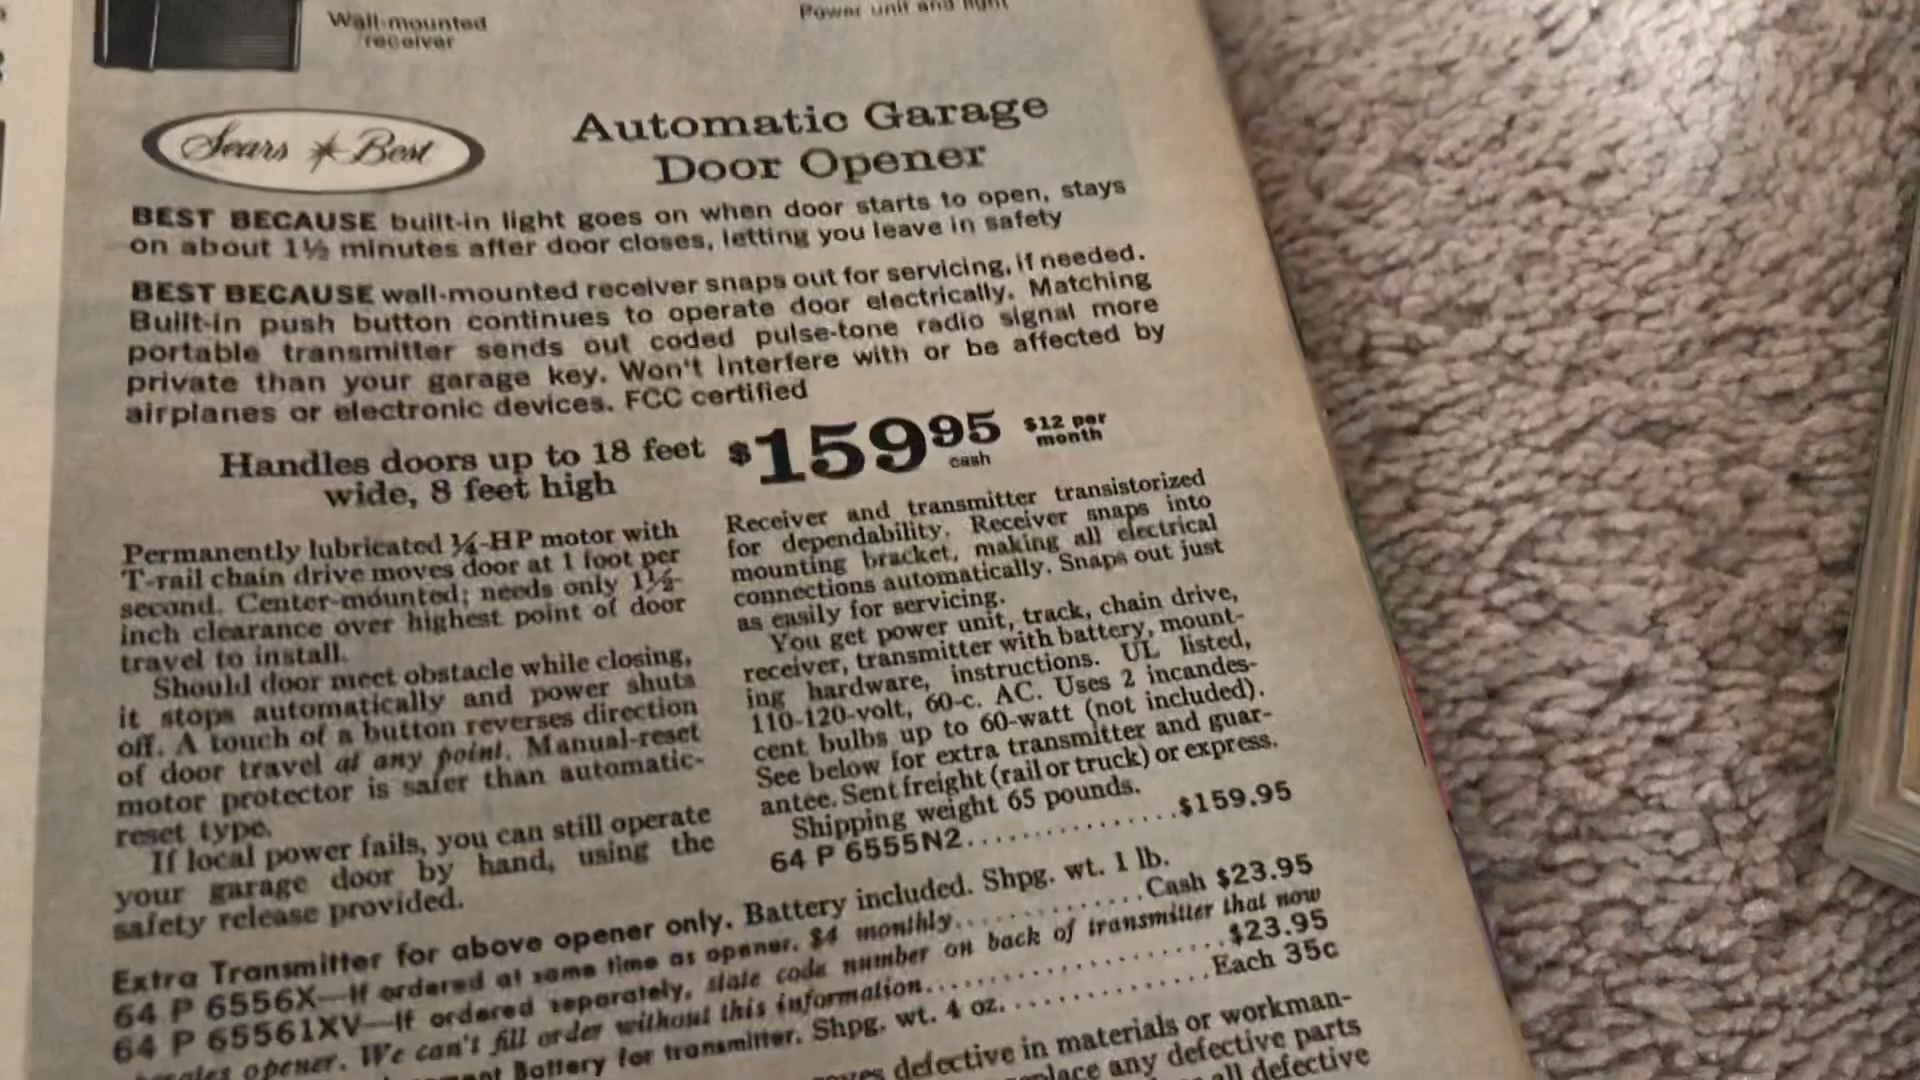 Wall-mounted
receiver
Power unit and light
Sears Best
Automatic Garage
Door Opener
BEST BECAUSE built-in light goes on when door starts to open, stays
on about 1½ minutes after door closes, letting you leave in safety
BEST BECAUSE wall-mounted receiver snaps out for servicing, if needed.
Built-in push button continues to operate door electrically. Matching
portable transmitter sends out coded pulse-tone radio signal more
private than your garage key. Won't interfere with or be affected by
airplanes or electronic devices. FCC certified
Handles doors up to 18 feet
wide, 8 feet high
$159.95
cash
$12 per
month
Permanently lubricated ¼-HP motor with
T-rail chain drive moves door at 1 foot per
second. Center-mounted; needs only 1½-
inch clearance over highest point of door
travel to install.
Should door meet obstacle while closing,
it stops automatically and power shuts
off. A touch of a button reverses direction
of door travel at any point. Manual-reset
motor protector is safer than automatic-
reset type.
If local power fails, you can still operate
your garage door by hand, using the
safety release provided.
Receiver and transmitter transistorized
for dependability. Receiver snaps into
mounting bracket, making all electrical
connections automatically. Snaps out just
as easily for servicing.
You get power unit, track, chain drive,
receiver, transmitter with battery, mount-
ing hardware, instructions. UL listed,
110-120-volt, 60-c. AC. Uses 2 incandes-
cent bulbs up to 60-watt (not included).
See below for extra transmitter and guar-
antee. Sent freight (rail or truck) or express.
Shipping weight 65 pounds.
64 P 6555N2..................$159.95
Extra Transmitter for above opener only. Battery included. Shpg. wt. 1 lb.
64 P 6556X—If ordered at same time as opener. $4 monthly..............Cash $23.95
64 P 65561XV—If ordered separately, state code number on back of transmitter that now
opener. We can't fill order without this information....................$23.95
Battery for transmitter. Shpg. wt. 4 oz...................Each 35c
defective in materials or workman-
any defective parts
all defective